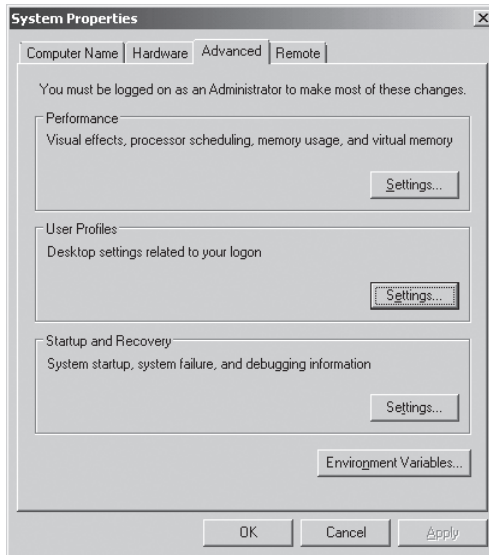 System Properties
Computer Name Hardware Advanced Remote
You must be logged on as an Administrator to make most of these changes.
Performance
Visual effects, processor scheduling, memory usage, and virtual memory
Settings...
User Profiles
Desktop settings related to your logon
Settings...
Startup and Recovery
System startup, system failure, and debugging information
Settings...
Environment Variables...
OK Cancel Apply